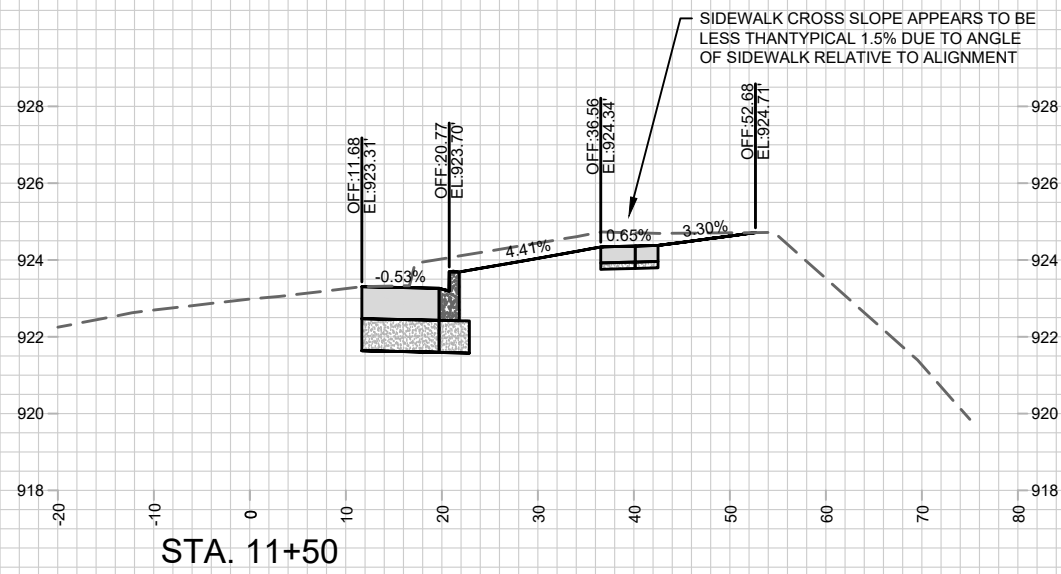 SIDEWALK CROSS SLOPE APPEARS TO BE
LESS THANTYPICAL 1.5% DUE TO ANGLE
OF SIDEWALK RELATIVE TO ALIGNMENT
928
928
926
926
924
924
922
922
920
920
918
918
OFF:11.68
EL:923.31'
OFF:20.77
EL:923.70'
OFF:36.56
EL:924.34'
OFF:52.68
EL:924.71'
-0.53%
4.41%
0.65%
3.30%
-20
-10
0
10
20
30
40
50
60
70
80
STA. 11+50